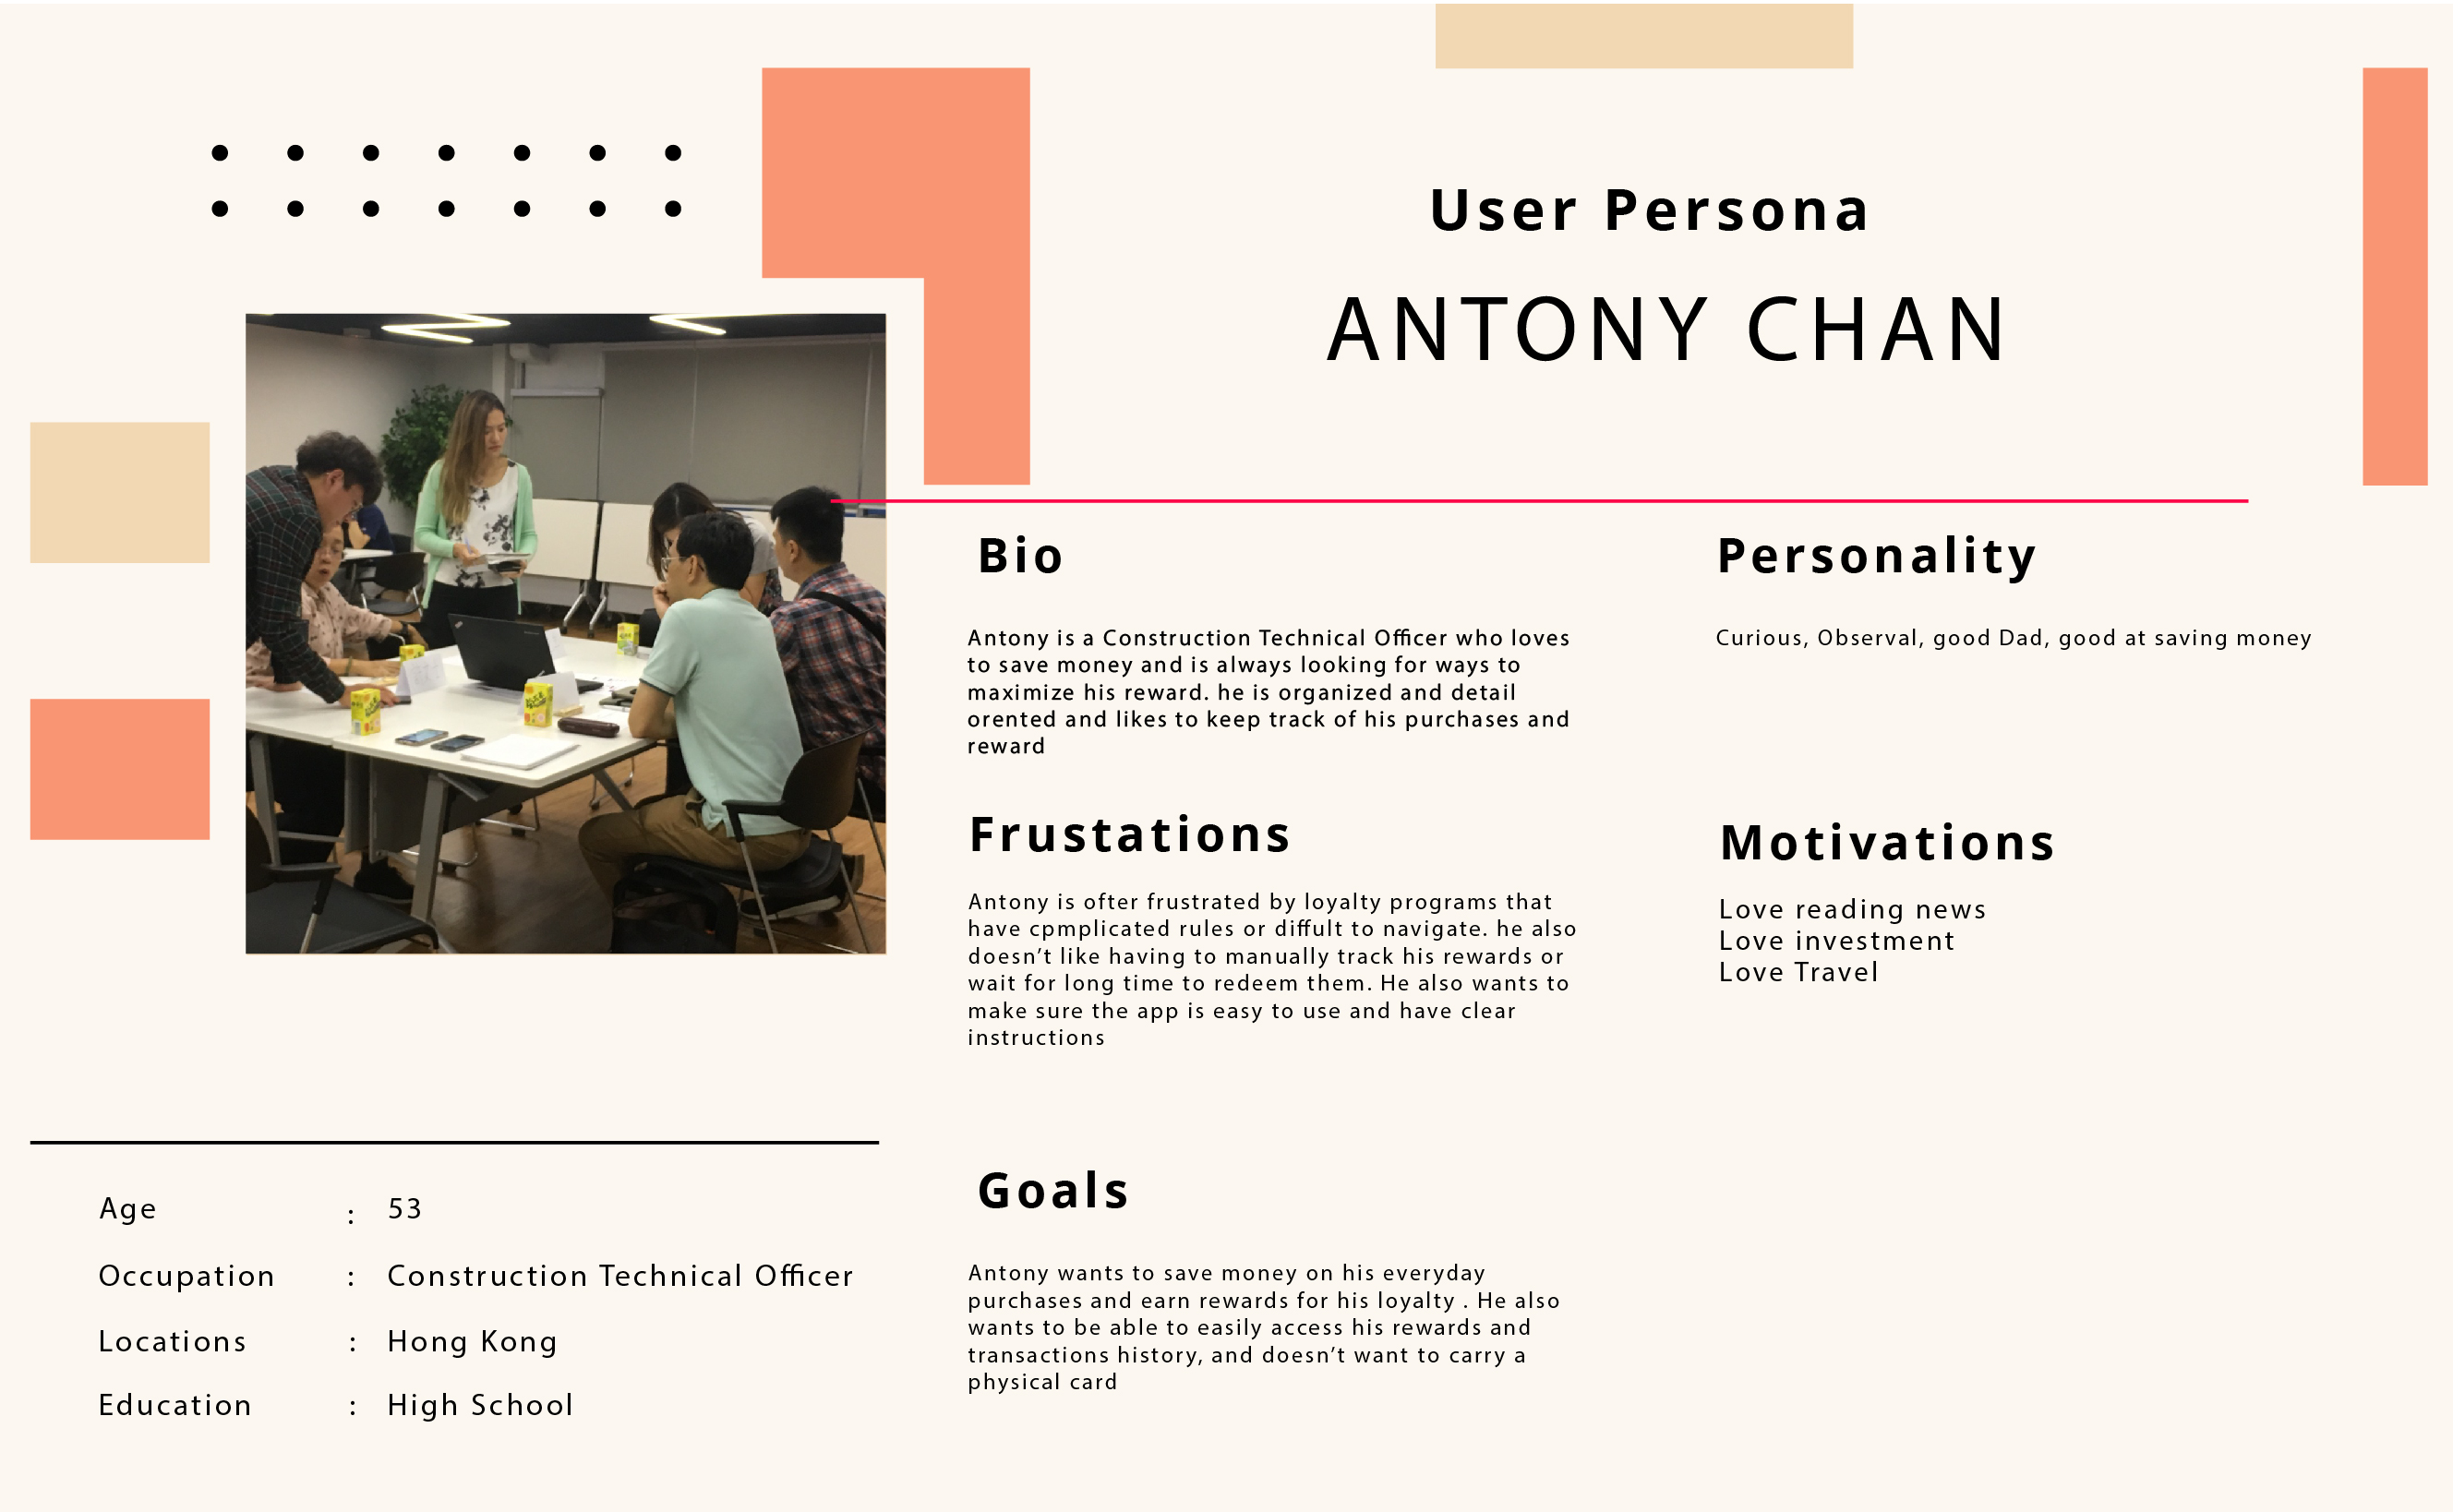 User Persona
ANTONY CHAN
Bio
Antony is a Construction Technical Officer who loves
to save money and is always looking for ways to
maximize his reward. he is organized and detail
orented and likes to keep track of his purchases and
reward
Personality
Curious, Observal, good Dad, good at saving money
Frustations
Antony is ofter frustrated by loyalty programs that
have cpmplicated rules or diffult to navigate. he also
doesn’t like having to manually track his rewards or
wait for long time to redeem them. He also wants to
make sure the app is easy to use and have clear
instructions
Motivations
Love reading news
Love investment
Love Travel
Goals
Antony wants to save money on his everyday
purchases and earn rewards for his loyalty . He also
wants to be able to easily access his rewards and
transactions history, and doesn’t want to carry a
physical card
Age : 53
Occupation : Construction Technical Officer
Locations : Hong Kong
Education : High School